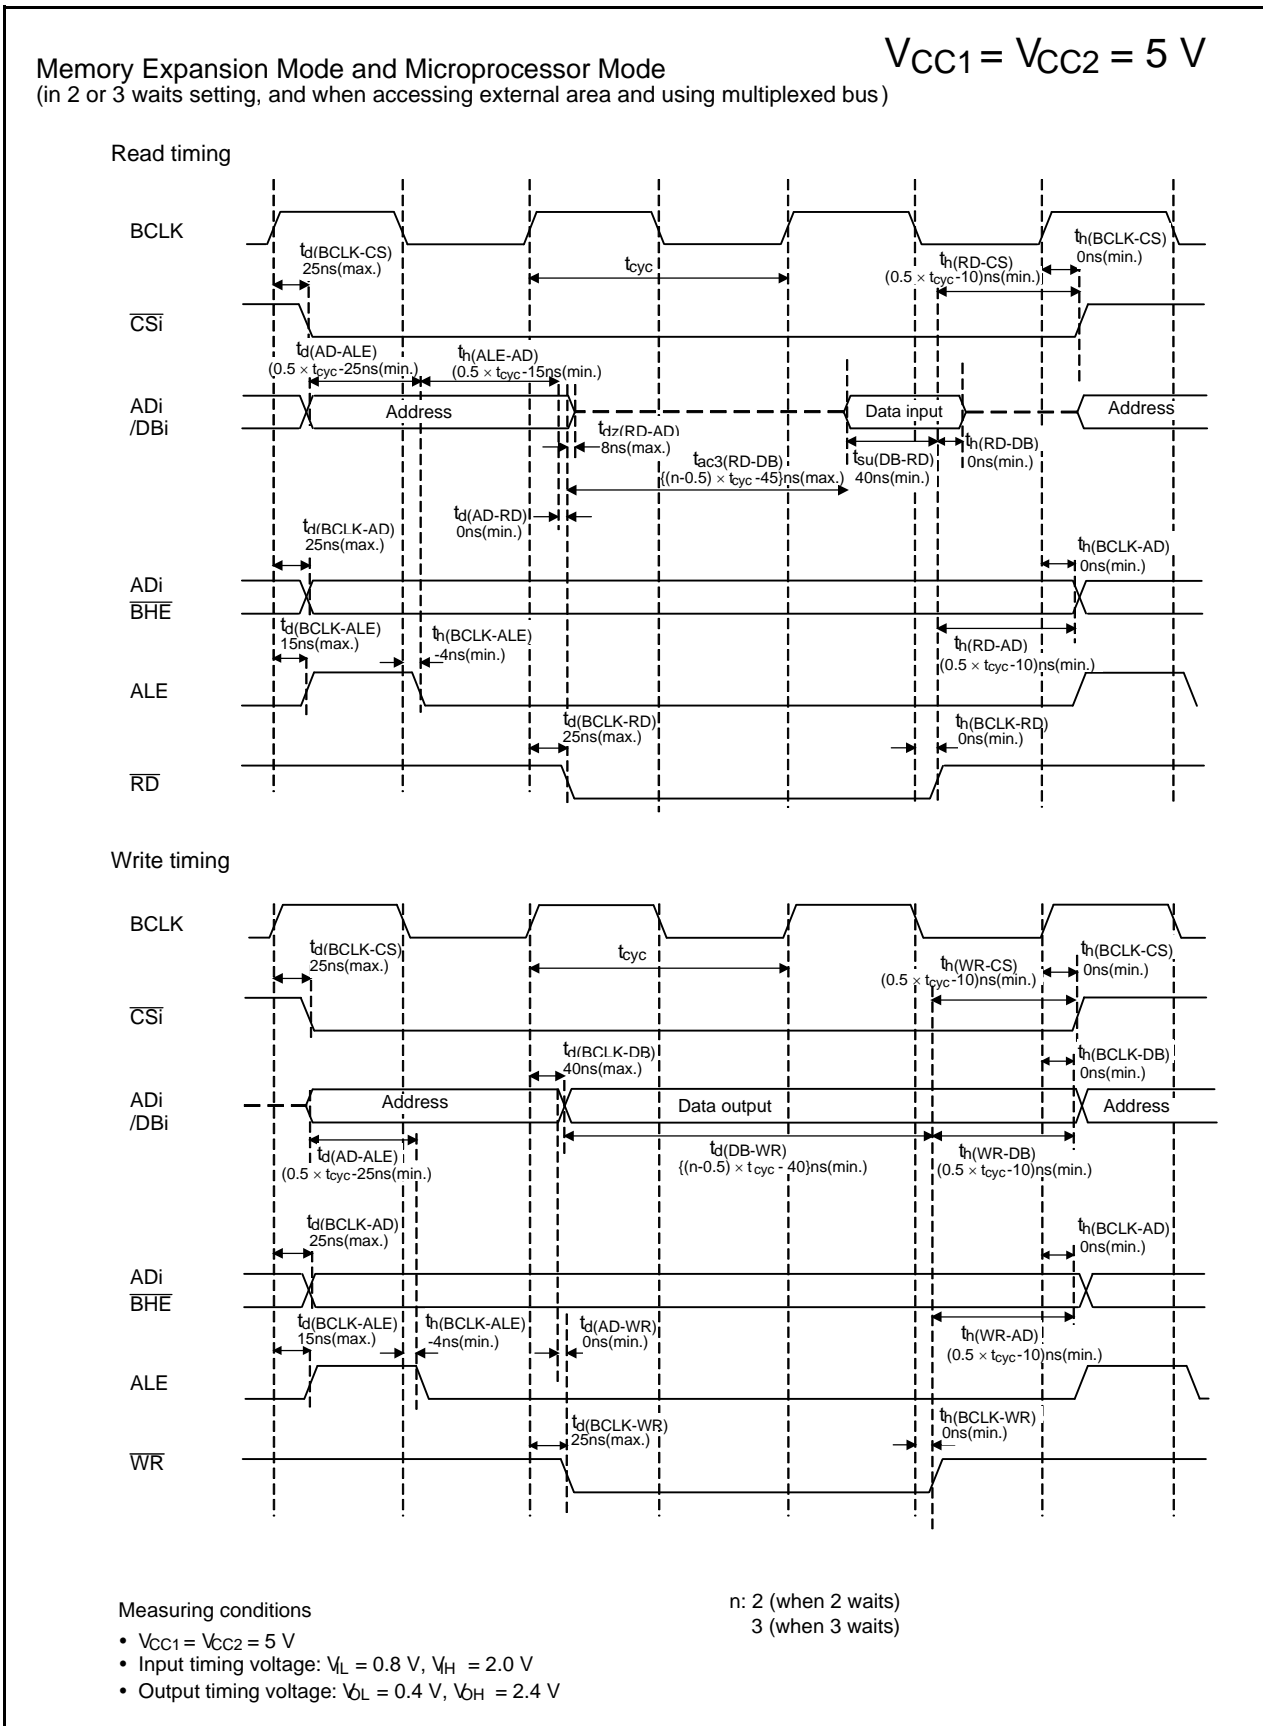 Memory Expansion Mode and Microprocessor Mode
(in 2 or 3 waits setting, and when accessing external area and using multiplexed bus)
VCC1 = VCC2 = 5 V
Read timing
BCLK
td(BCLK-CS)
25ns(max.)
tcyc
th(RD-CS)
(0.5 × tcyc-10)ns(min.)
th(BCLK-CS)
0ns(min.)
CSi
td(AD-ALE)
(0.5 × tcyc-25ns(min.)
th(ALE-AD)
(0.5 × tcyc-15ns(min.)
ADi
/DBi
Address
Data input
Address
tdz(RD-AD)
8ns(max.)
tac3(RD-DB)
{(n-0.5) × tcyc-45}ns(max.)
tsu(DB-RD)
40ns(min.)
th(RD-DB)
0ns(min.)
td(AD-RD)
0ns(min.)
td(BCLK-AD)
25ns(max.)
th(BCLK-AD)
0ns(min.)
ADi
BHE
td(BCLK-ALE)
15ns(max.)
th(BCLK-ALE)
-4ns(min.)
th(RD-AD)
(0.5 × tcyc-10)ns(min.)
ALE
td(BCLK-RD)
25ns(max.)
th(BCLK-RD)
0ns(min.)
RD
Write timing
BCLK
td(BCLK-CS)
25ns(max.)
tcyc
th(WR-CS)
(0.5 × tcyc-10)ns(min.)
th(BCLK-CS)
0ns(min.)
CSi
td(BCLK-DB)
40ns(max.)
th(BCLK-DB)
0ns(min.)
ADi
/DBi
Address
Data output
Address
td(AD-ALE)
(0.5 × tcyc-25ns(min.)
td(DB-WR)
{(n-0.5) × tcyc - 40}ns(min.)
th(WR-DB)
(0.5 × tcyc-10)ns(min.)
td(BCLK-AD)
25ns(max.)
th(BCLK-AD)
0ns(min.)
ADi
BHE
td(BCLK-ALE)
15ns(max.)
th(BCLK-ALE)
-4ns(min.)
td(AD-WR)
0ns(min.)
th(WR-AD)
(0.5 × tcyc-10)ns(min.)
ALE
td(BCLK-WR)
25ns(max.)
th(BCLK-WR)
0ns(min.)
WR
Measuring conditions
• VCC1 = VCC2 = 5 V
• Input timing voltage: VIL = 0.8 V, VIH = 2.0 V
• Output timing voltage: VOL = 0.4 V, VOH = 2.4 V
n: 2 (when 2 waits)
3 (when 3 waits)